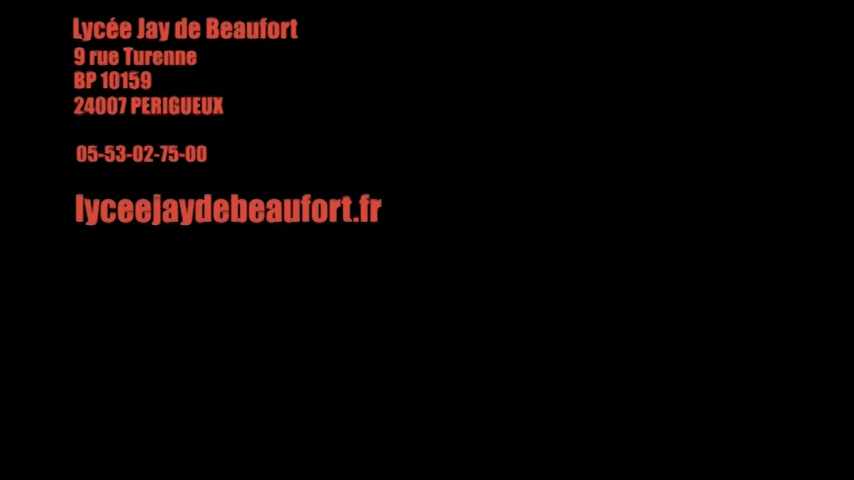 Lycée Jay de Beaufort
9 rue Turenne
BP 10159
24007 PERIGUEUX
05-53-02-75-00
lyceejaydebeaufort.fr